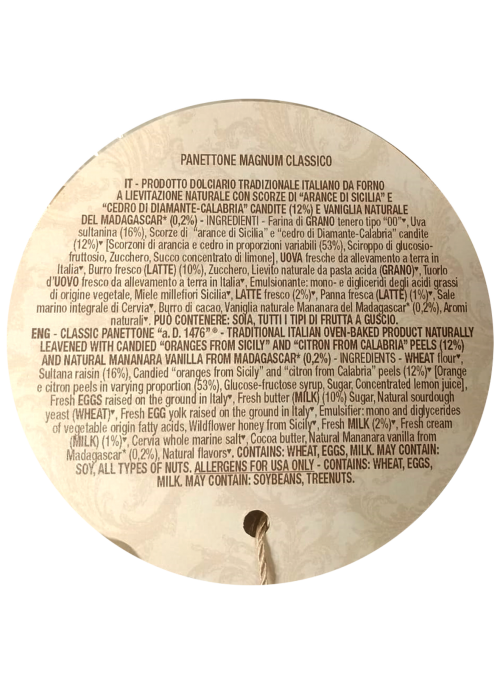 PANETTONE MAGNUM CLASSICO
IT - PRODOTTO DOLCIARIO TRADIZIONALE ITALIANO DA FORNO
A LIEVITAZIONE NATURALE CON SCORZE DI “ARANCE DI SICILIA” E
“CEDRO DI DIAMANTE-CALABRIA” CANDITE (12%) E VANIGLIA NATURALE
DEL MADAGASCAR* (0,2%) - INGREDIENTI - Farina di GRANO tenero tipo “00”♥, Uva
sultanina (16%), Scorze di “arance di Sicilia” e “cedro di Diamante-Calabria” candite
(12%)♥ [Scorzoni di arancia e cedro in proporzioni variabili (53%), Sciroppo di glucosio-
fruttosio, Zucchero, Succo concentrato di limone], UOVA fresche da allevamento a terra in
Italia♥, Burro fresco (LATTE) (10%), Zucchero, Lievito naturale da pasta acida (GRANO)♥, Tuorlo
d’UOVO fresco da allevamento a terra in Italia♥, Emulsionante: mono- e digliceridi degli acidi grassi
di origine vegetale, Miele millefiori Sicilia♥, LATTE fresco (2%)♥, Panna fresca (LATTE) (1%)♥, Sale
marino integrale di Cervia♥, Burro di cacao, Vaniglia naturale Mananara del Madagascar* (0,2%), Aromi
naturali♥. PUÒ CONTENERE: SOIA, TUTTI I TIPI DI FRUTTA A GUSCIO.
ENG - CLASSIC PANETTONE “a. D. 1476”® - TRADITIONAL ITALIAN OVEN-BAKED PRODUCT NATURALLY
LEAVENED WITH CANDIED “ORANGES FROM SICILY” AND “CITRON FROM CALABRIA” PEELS (12%)
AND NATURAL MANANARA VANILLA FROM MADAGASCAR* (0,2%) - INGREDIENTS - WHEAT flour♥,
Sultana raisin (16%), Candied “oranges from Sicily” and “citron from Calabria” peels (12%)♥ [Orange
e citron peels in varying proportion (53%), Glucose-fructose syrup, Sugar, Concentrated lemon juice],
Fresh EGGS raised on the ground in Italy♥, Fresh butter (MILK) (10%) Sugar, Natural sourdough
yeast (WHEAT)♥, Fresh EGG yolk raised on the ground in Italy♥, Emulsifier: mono and diglycerides
of vegetable origin fatty acids, Wildflower honey from Sicily♥, Fresh MILK (2%)♥, Fresh cream
(MILK) (1%)♥, Cervia whole marine salt♥, Cocoa butter, Natural Mananara vanilla from
Madagascar* (0,2%), Natural flavors♥. CONTAINS: WHEAT, EGGS, MILK. MAY CONTAIN:
SOY, ALL TYPES OF NUTS. ALLERGENS FOR USA ONLY - CONTAINS: WHEAT, EGGS,
MILK. MAY CONTAIN: SOYBEANS, TREENUTS.